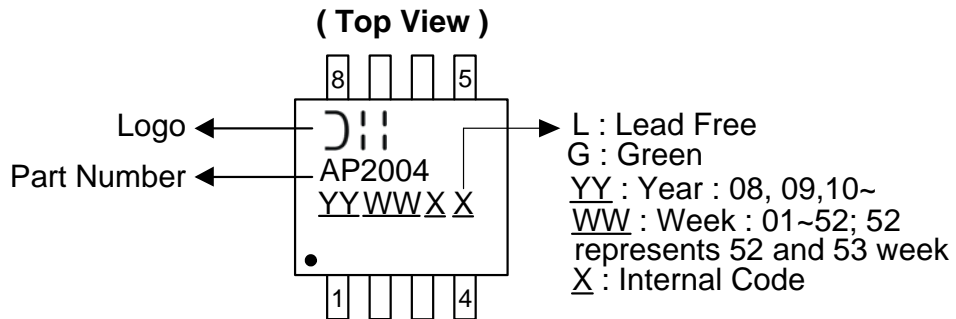 ( Top View )
8 5
Logo
AP2004
Part Number
YY WW X X
1 4
L : Lead Free
G : Green
YY : Year : 08, 09,10~
WW : Week : 01~52; 52
represents 52 and 53 week
X : Internal Code